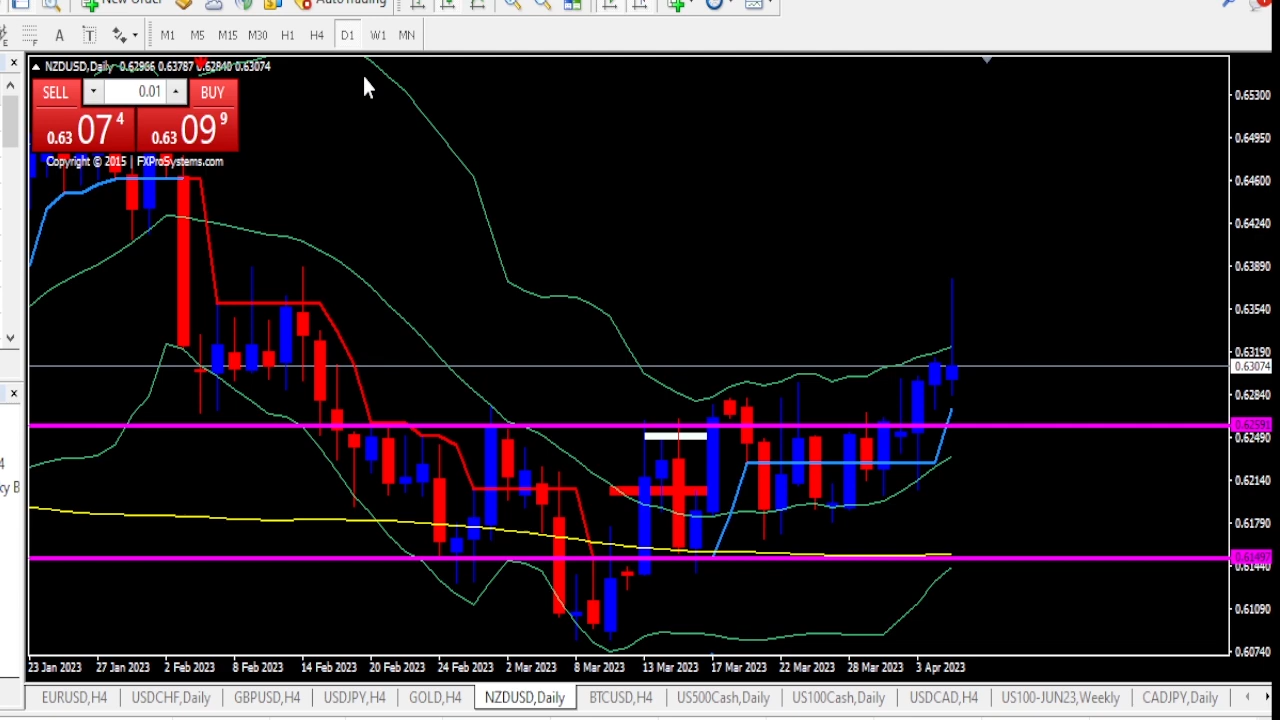 New Order
AutoTrading
A T M1 M5 M15 M30 H1 H4 D1 W1 MN
NZDUSD,Daily 0.62966 0.63787 0.62840 0.63074
SELL 0.01 BUY
0.63 07 4 0.63 09 9
Copyright © 2015 | FXProSystems.com
0.65300
0.64950
0.64600
0.64240
0.63890
0.63540
0.63190
0.63074
0.62840
0.62490
0.62140
0.61790
0.61497
0.61440
0.61090
0.60740
23 Jan 2023 27 Jan 2023 2 Feb 2023 8 Feb 2023 14 Feb 2023 20 Feb 2023 24 Feb 2023 2 Mar 2023 8 Mar 2023 13 Mar 2023 17 Mar 2023 22 Mar 2023 28 Mar 2023 3 Apr 2023
EURUSD,H4 USDCHF,Daily GBPUSD,H4 USDJPY,H4 GOLD,H4 NZDUSD,Daily BTCUSD,H4 US500Cash,Daily US100Cash,Daily USDCAD,H4 US100-JUN23,Weekly CADJPY,Daily